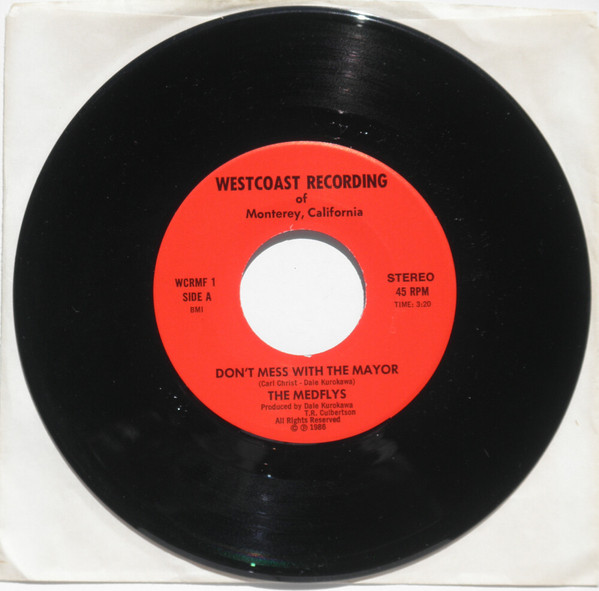 WESTCOAST RECORDING
of
Monterey, California
WCRMF 1
SIDE A
BMI
STEREO
45 RPM
TIME: 3:20
DON'T MESS WITH THE MAYOR
(Carl Christ - Dale Kurokawa)
THE MEDFLYS
Produced by Dale Kurokawa
T.R. Culbertson
All Rights Reserved
© ℗ 1986